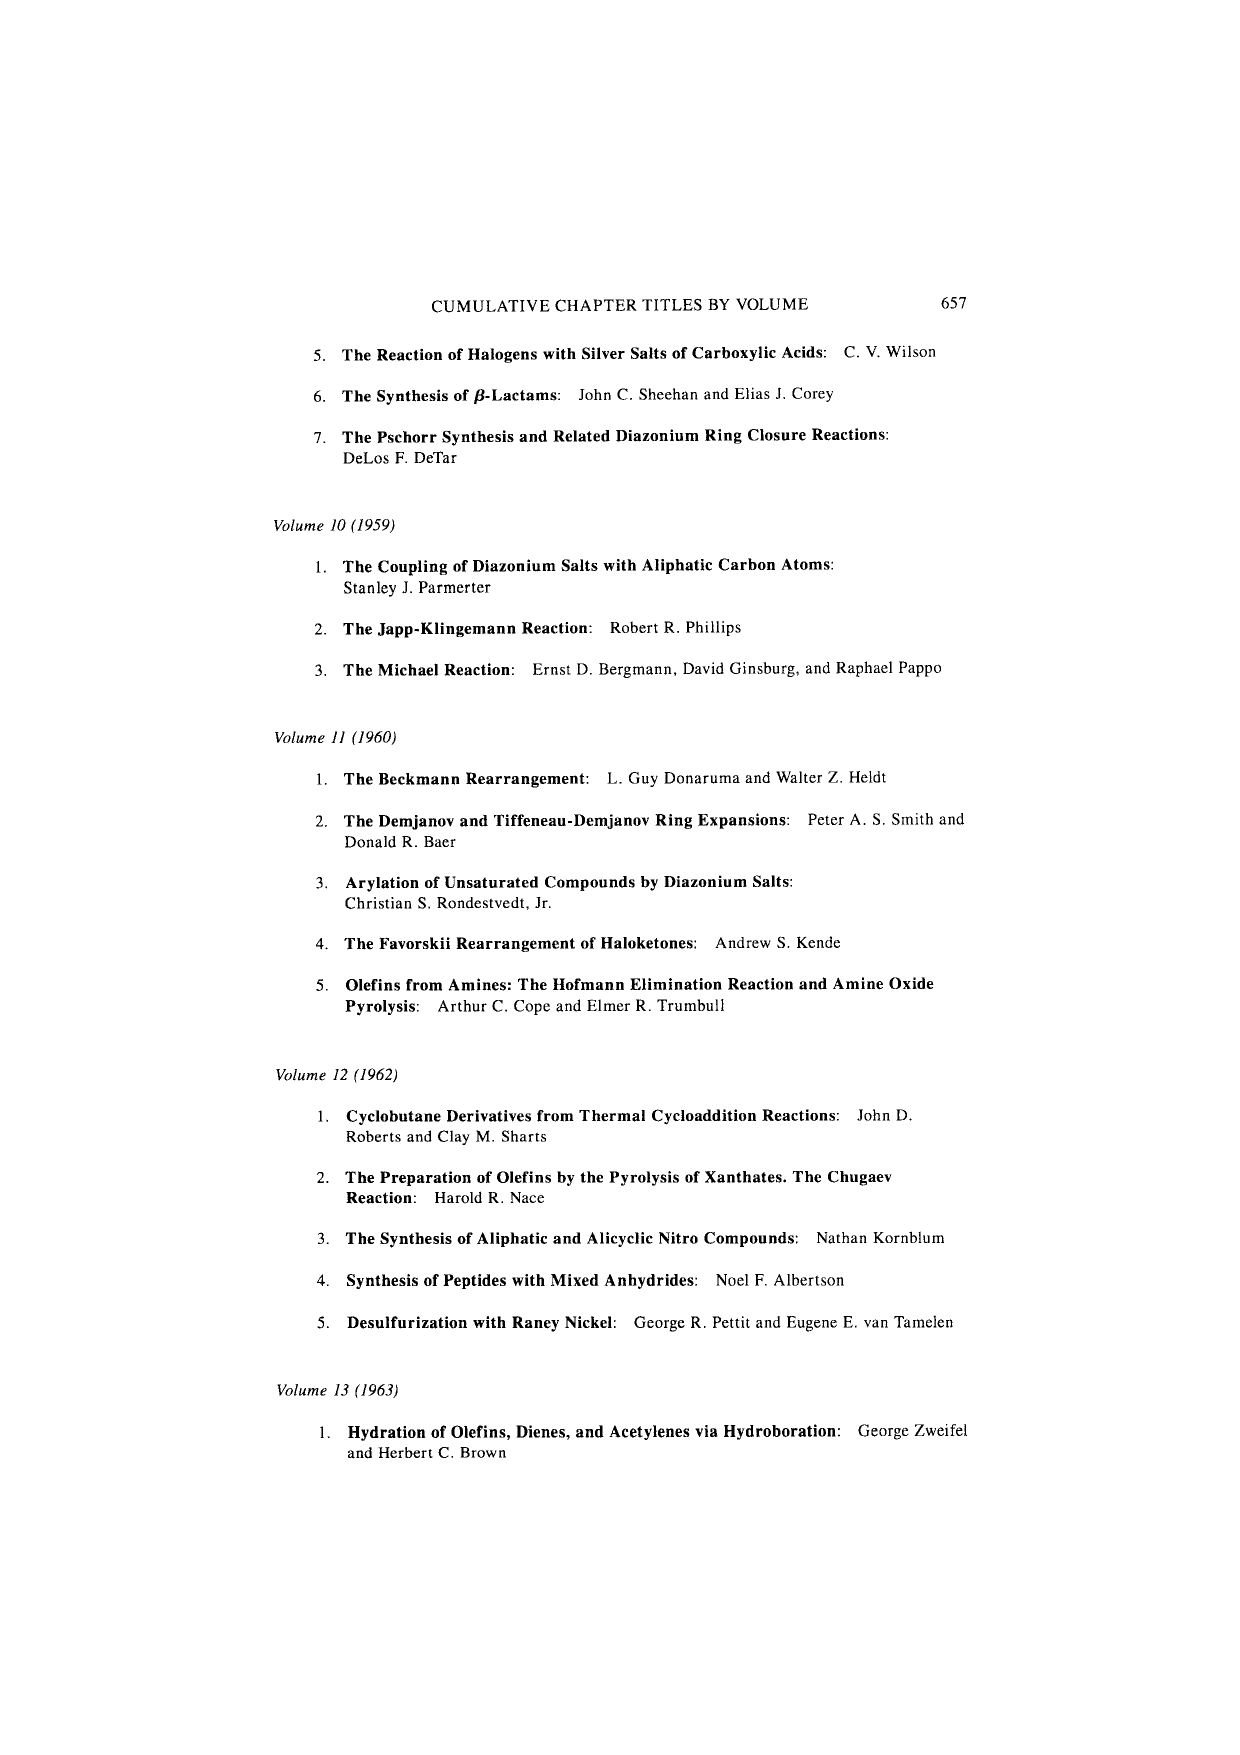 CUMULATIVE CHAPTER TITLES BY VOLUME 657
5. The Reaction of Halogens with Silver Salts of Carboxylic Acids: C. V. Wilson
6. The Synthesis of β-Lactams: John C. Sheehan and Elias J. Corey
7. The Pschorr Synthesis and Related Diazonium Ring Closure Reactions:
DeLos F. DeTar
Volume 10 (1959)
1. The Coupling of Diazonium Salts with Aliphatic Carbon Atoms:
Stanley J. Parmerter
2. The Japp-Klingemann Reaction: Robert R. Phillips
3. The Michael Reaction: Ernst D. Bergmann, David Ginsburg, and Raphael Pappo
Volume 11 (1960)
1. The Beckmann Rearrangement: L. Guy Donaruma and Walter Z. Heldt
2. The Demjanov and Tiffeneau-Demjanov Ring Expansions: Peter A. S. Smith and
Donald R. Baer
3. Arylation of Unsaturated Compounds by Diazonium Salts:
Christian S. Rondestvedt, Jr.
4. The Favorskii Rearrangement of Haloketones: Andrew S. Kende
5. Olefins from Amines: The Hofmann Elimination Reaction and Amine Oxide
Pyrolysis: Arthur C. Cope and Elmer R. Trumbull
Volume 12 (1962)
1. Cyclobutane Derivatives from Thermal Cycloaddition Reactions: John D.
Roberts and Clay M. Sharts
2. The Preparation of Olefins by the Pyrolysis of Xanthates. The Chugaev
Reaction: Harold R. Nace
3. The Synthesis of Aliphatic and Alicyclic Nitro Compounds: Nathan Kornblum
4. Synthesis of Peptides with Mixed Anhydrides: Noel F. Albertson
5. Desulfurization with Raney Nickel: George R. Pettit and Eugene E. van Tamelen
Volume 13 (1963)
1. Hydration of Olefins, Dienes, and Acetylenes via Hydroboration: George Zweifel
and Herbert C. Brown